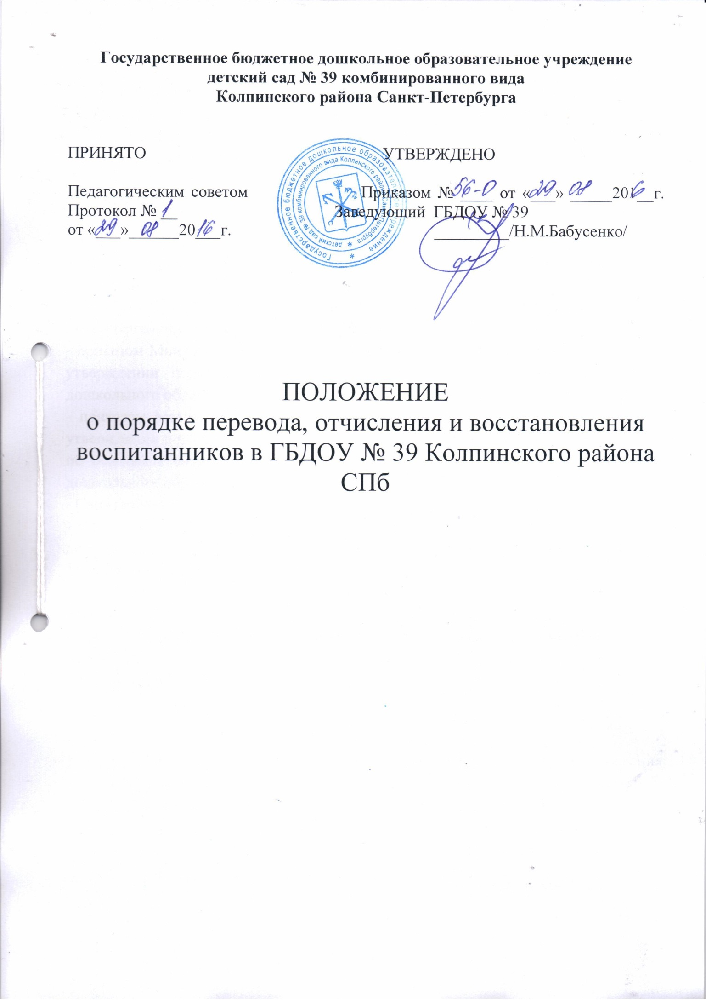 Государственное бюджетное дошкольное образовательное учреждение
детский сад № 39 комбинированного вида
Колпинского района Санкт-Петербурга
ПРИНЯТО
Педагогическим советом
Протокол № 1
от «29» 08 2016 г.
УТВЕРЖДЕНО
Приказом № 56-О от «29» 08 2016 г.
Заведующий ГБДОУ № 39
/Н.М.Бабусенко/
Государственное бюджетное дошкольное образовательное учреждение *
детский сад № 39 комбинированного вида Колпинского района Санкт-Петербурга *
ПОЛОЖЕНИЕ
о порядке перевода, отчисления и восстановления
воспитанников в ГБДОУ № 39 Колпинского района
СПб